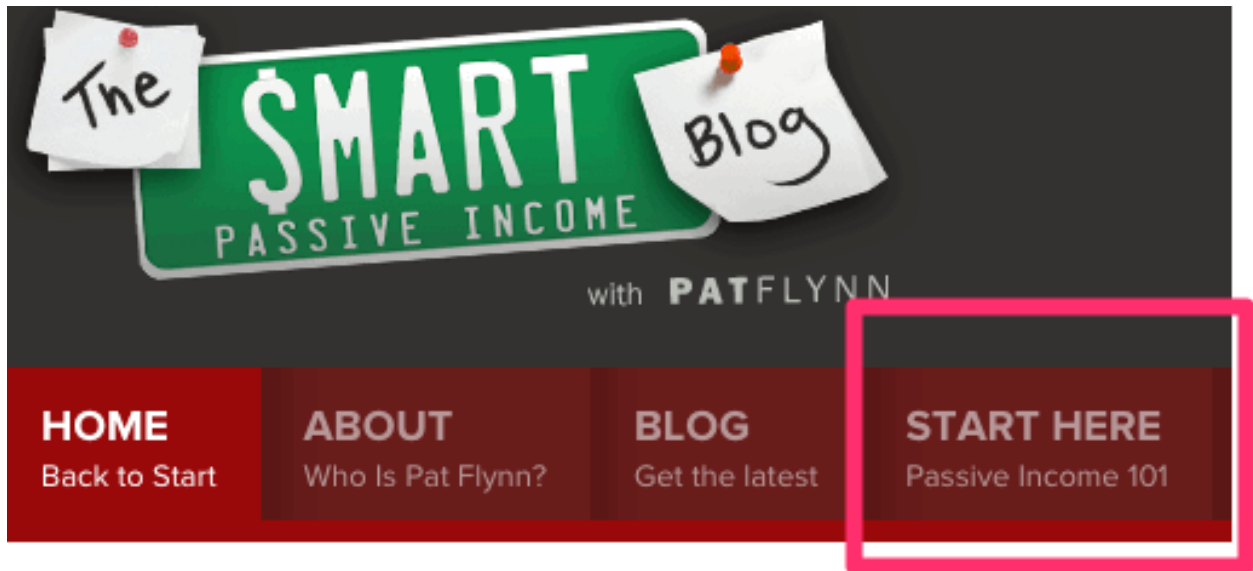 The
$MART
Blog
PASSIVE INCOME
with PATFLYNN
HOME
Back to Start
ABOUT
Who Is Pat Flynn?
BLOG
Get the latest
START HERE
Passive Income 101